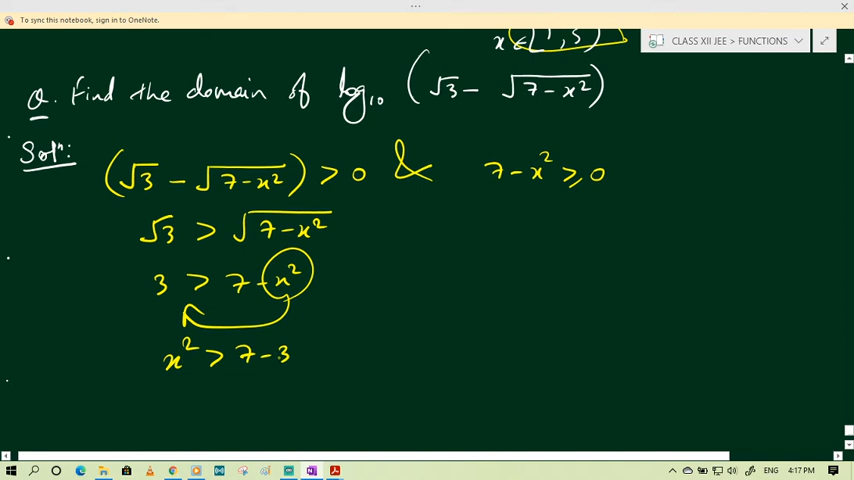 To sync this notebook, sign in to OneNote.
x ∈ [1, 5)
CLASS XII JEE > FUNCTIONS
Q. Find the domain of log₁₀ (√3 − √(7 − x²))
Solⁿ:
(√3 − √(7−x²)) > 0 & 7−x² ≥ 0
√3 > √(7−x²)
3 > 7−x²
x² > 7−3
ENG
4:17 PM